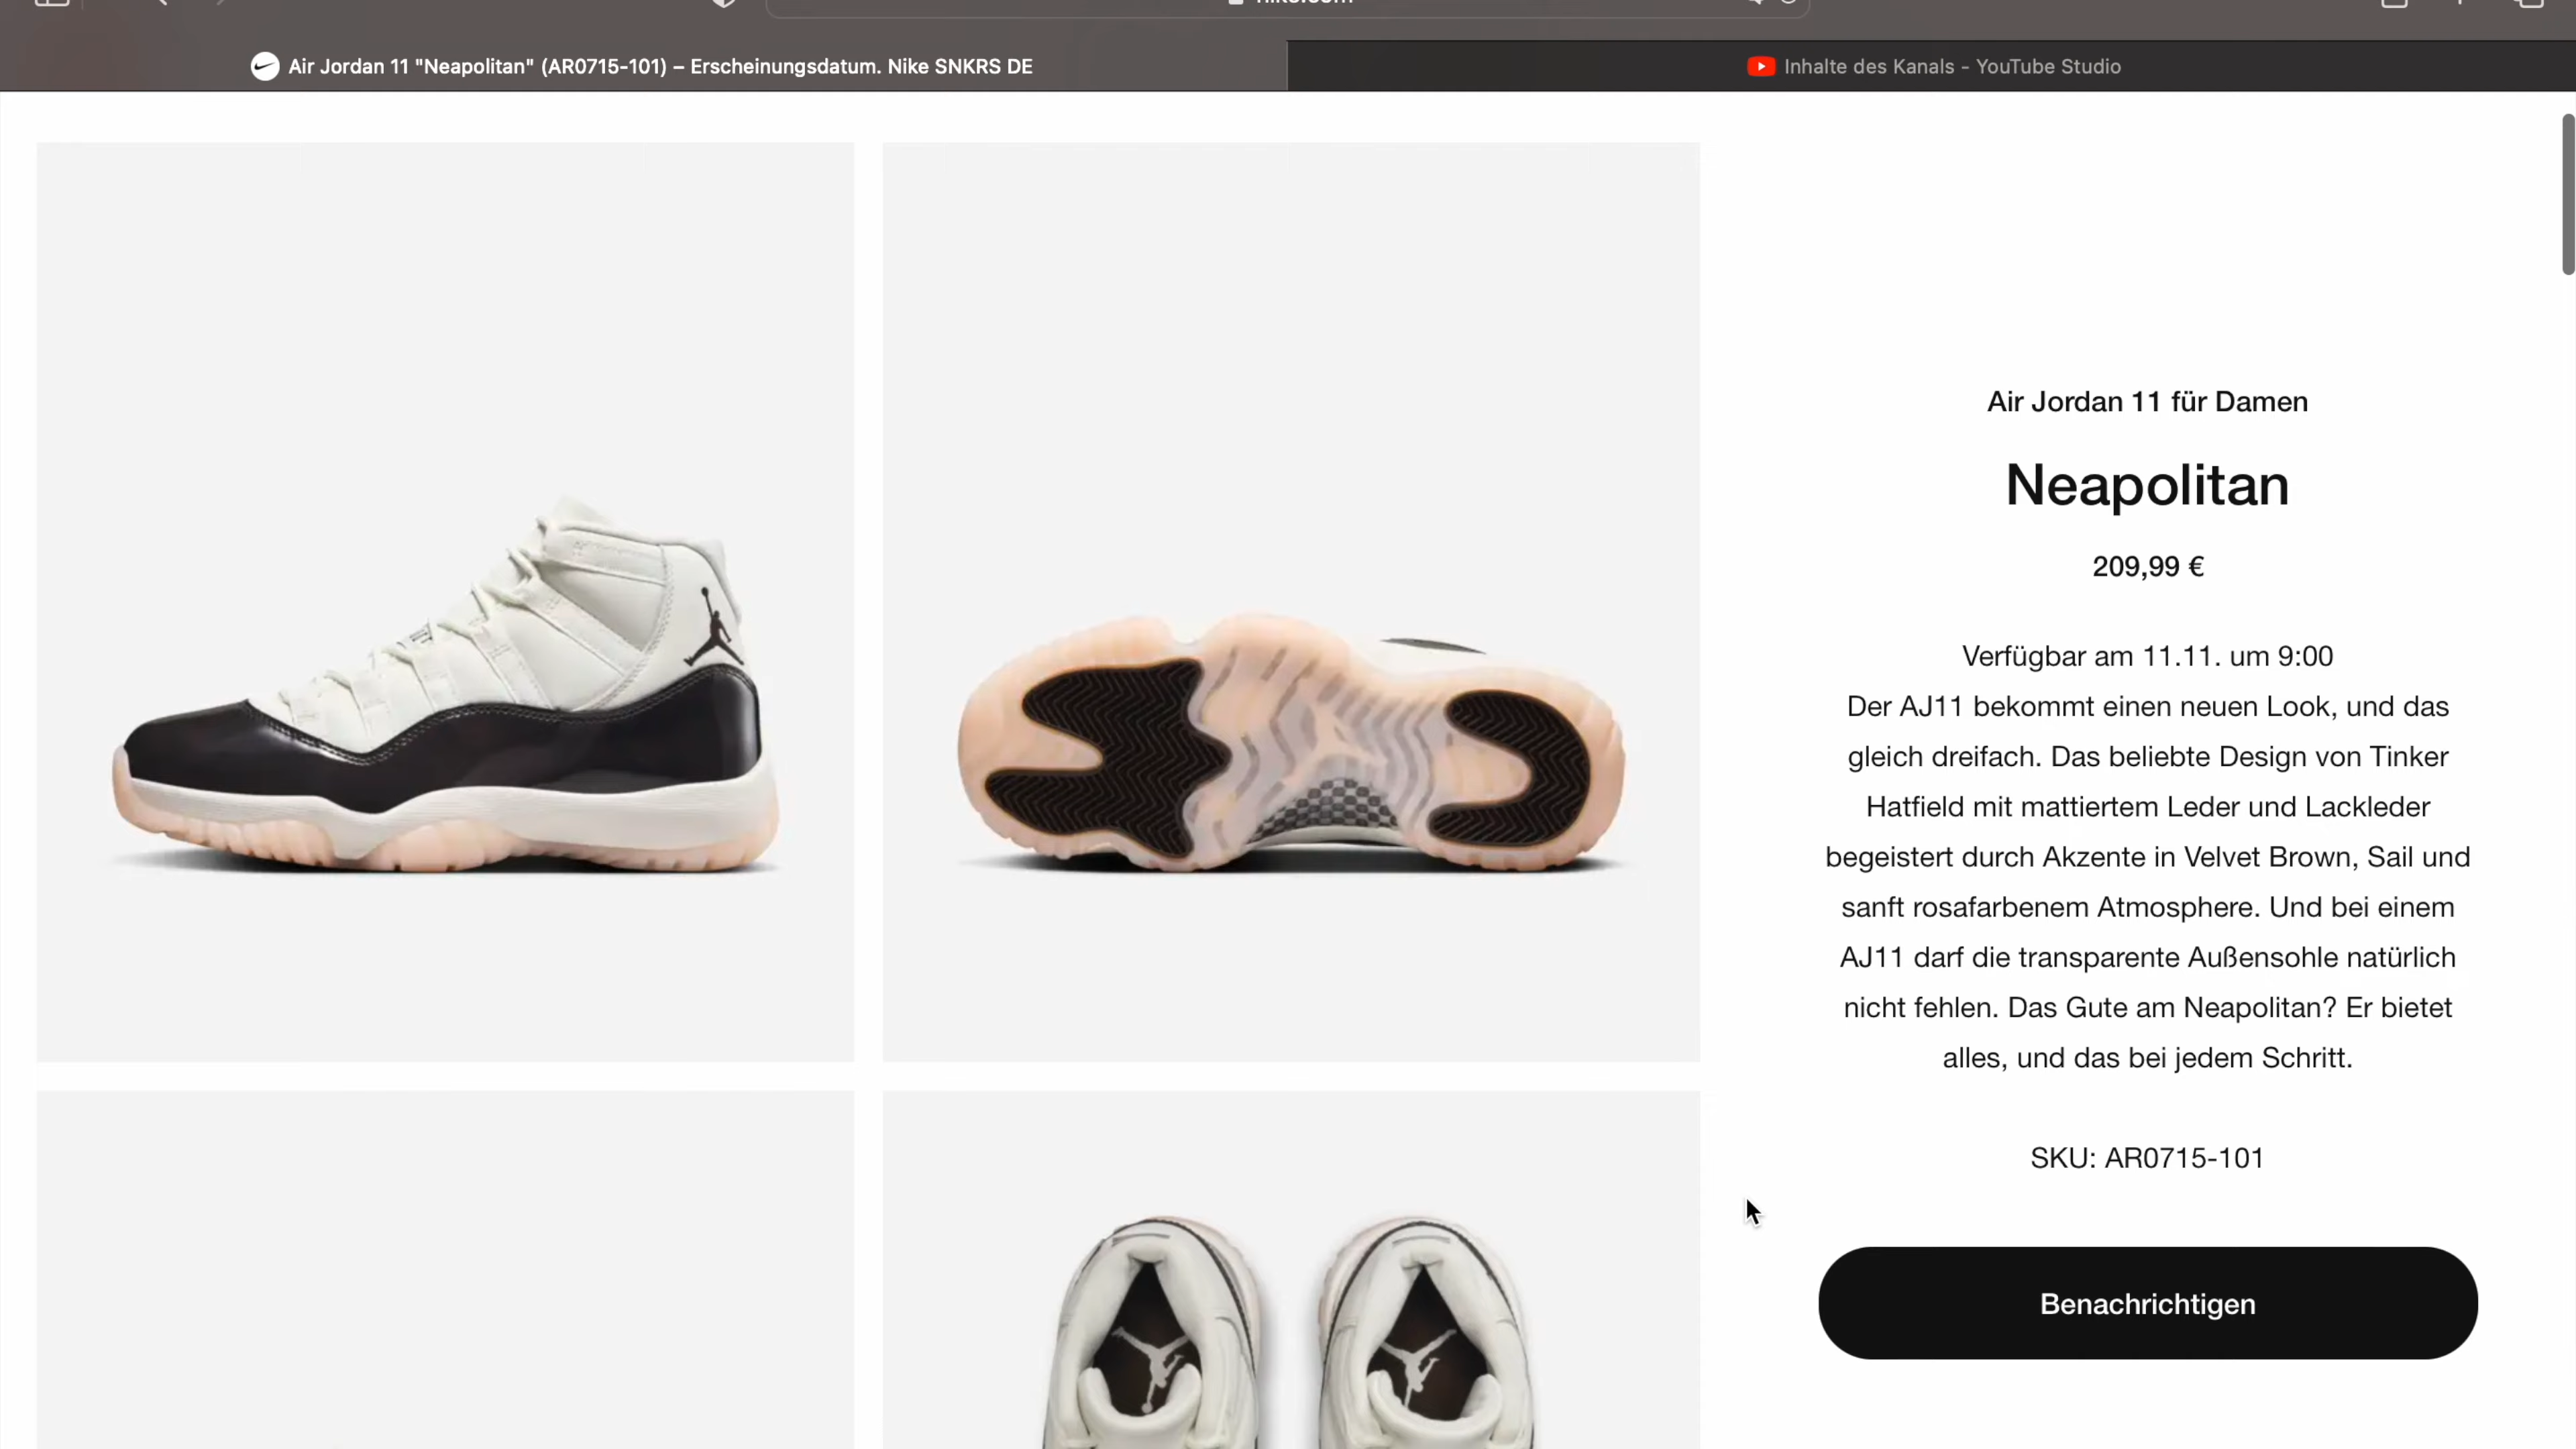 Air Jordan 11 "Neapolitan" (AR0715-101) – Erscheinungsdatum. Nike SNKRS DE
Inhalte des Kanals - YouTube Studio
Air Jordan 11 für Damen
Neapolitan
209,99 €
Verfügbar am 11.11. um 9:00
Der AJ11 bekommt einen neuen Look, und das
gleich dreifach. Das beliebte Design von Tinker
Hatfield mit mattiertem Leder und Lackleder
begeistert durch Akzente in Velvet Brown, Sail und
sanft rosafarbenem Atmosphere. Und bei einem
AJ11 darf die transparente Außensohle natürlich
nicht fehlen. Das Gute am Neapolitan? Er bietet
alles, und das bei jedem Schritt.
SKU: AR0715-101
Benachrichtigen